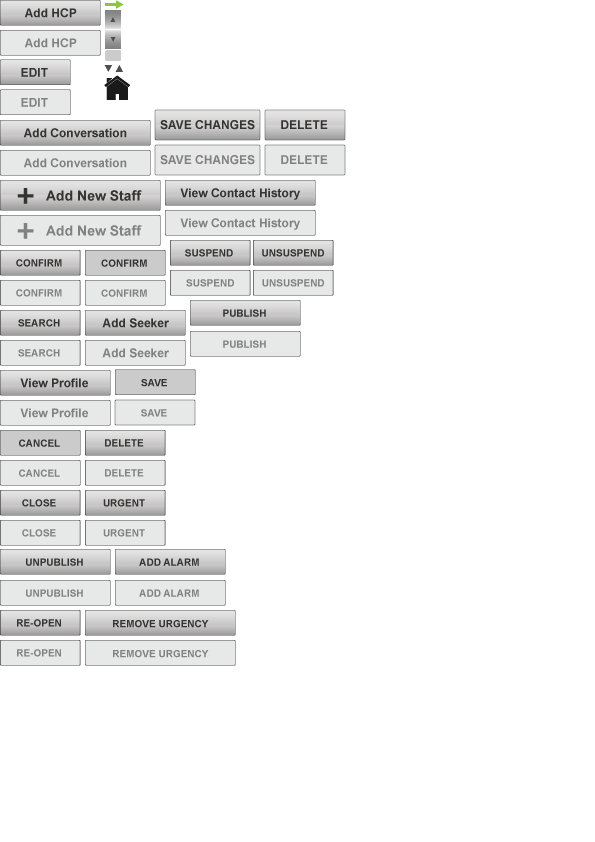 Add HCP
Add HCP
EDIT
EDIT
Add Conversation
SAVE CHANGES
DELETE
Add Conversation
SAVE CHANGES
DELETE
Add New Staff
View Contact History
Add New Staff
View Contact History
CONFIRM
CONFIRM
SUSPEND
UNSUSPEND
CONFIRM
CONFIRM
SUSPEND
UNSUSPEND
SEARCH
Add Seeker
PUBLISH
SEARCH
Add Seeker
PUBLISH
View Profile
SAVE
View Profile
SAVE
CANCEL
DELETE
CANCEL
DELETE
CLOSE
URGENT
CLOSE
URGENT
UNPUBLISH
ADD ALARM
UNPUBLISH
ADD ALARM
RE-OPEN
REMOVE URGENCY
RE-OPEN
REMOVE URGENCY